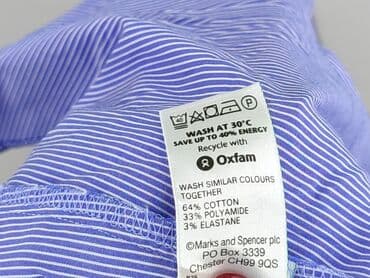 WASH AT 30°C
SAVE UP TO 40% ENERGY
Recycle with
Oxfam
WASH SIMILAR COLOURS
TOGETHER
64% COTTON
33% POLYAMIDE
3% ELASTANE
©Marks and Spencer plc
PO Box 3339
Chester CH99 9QS